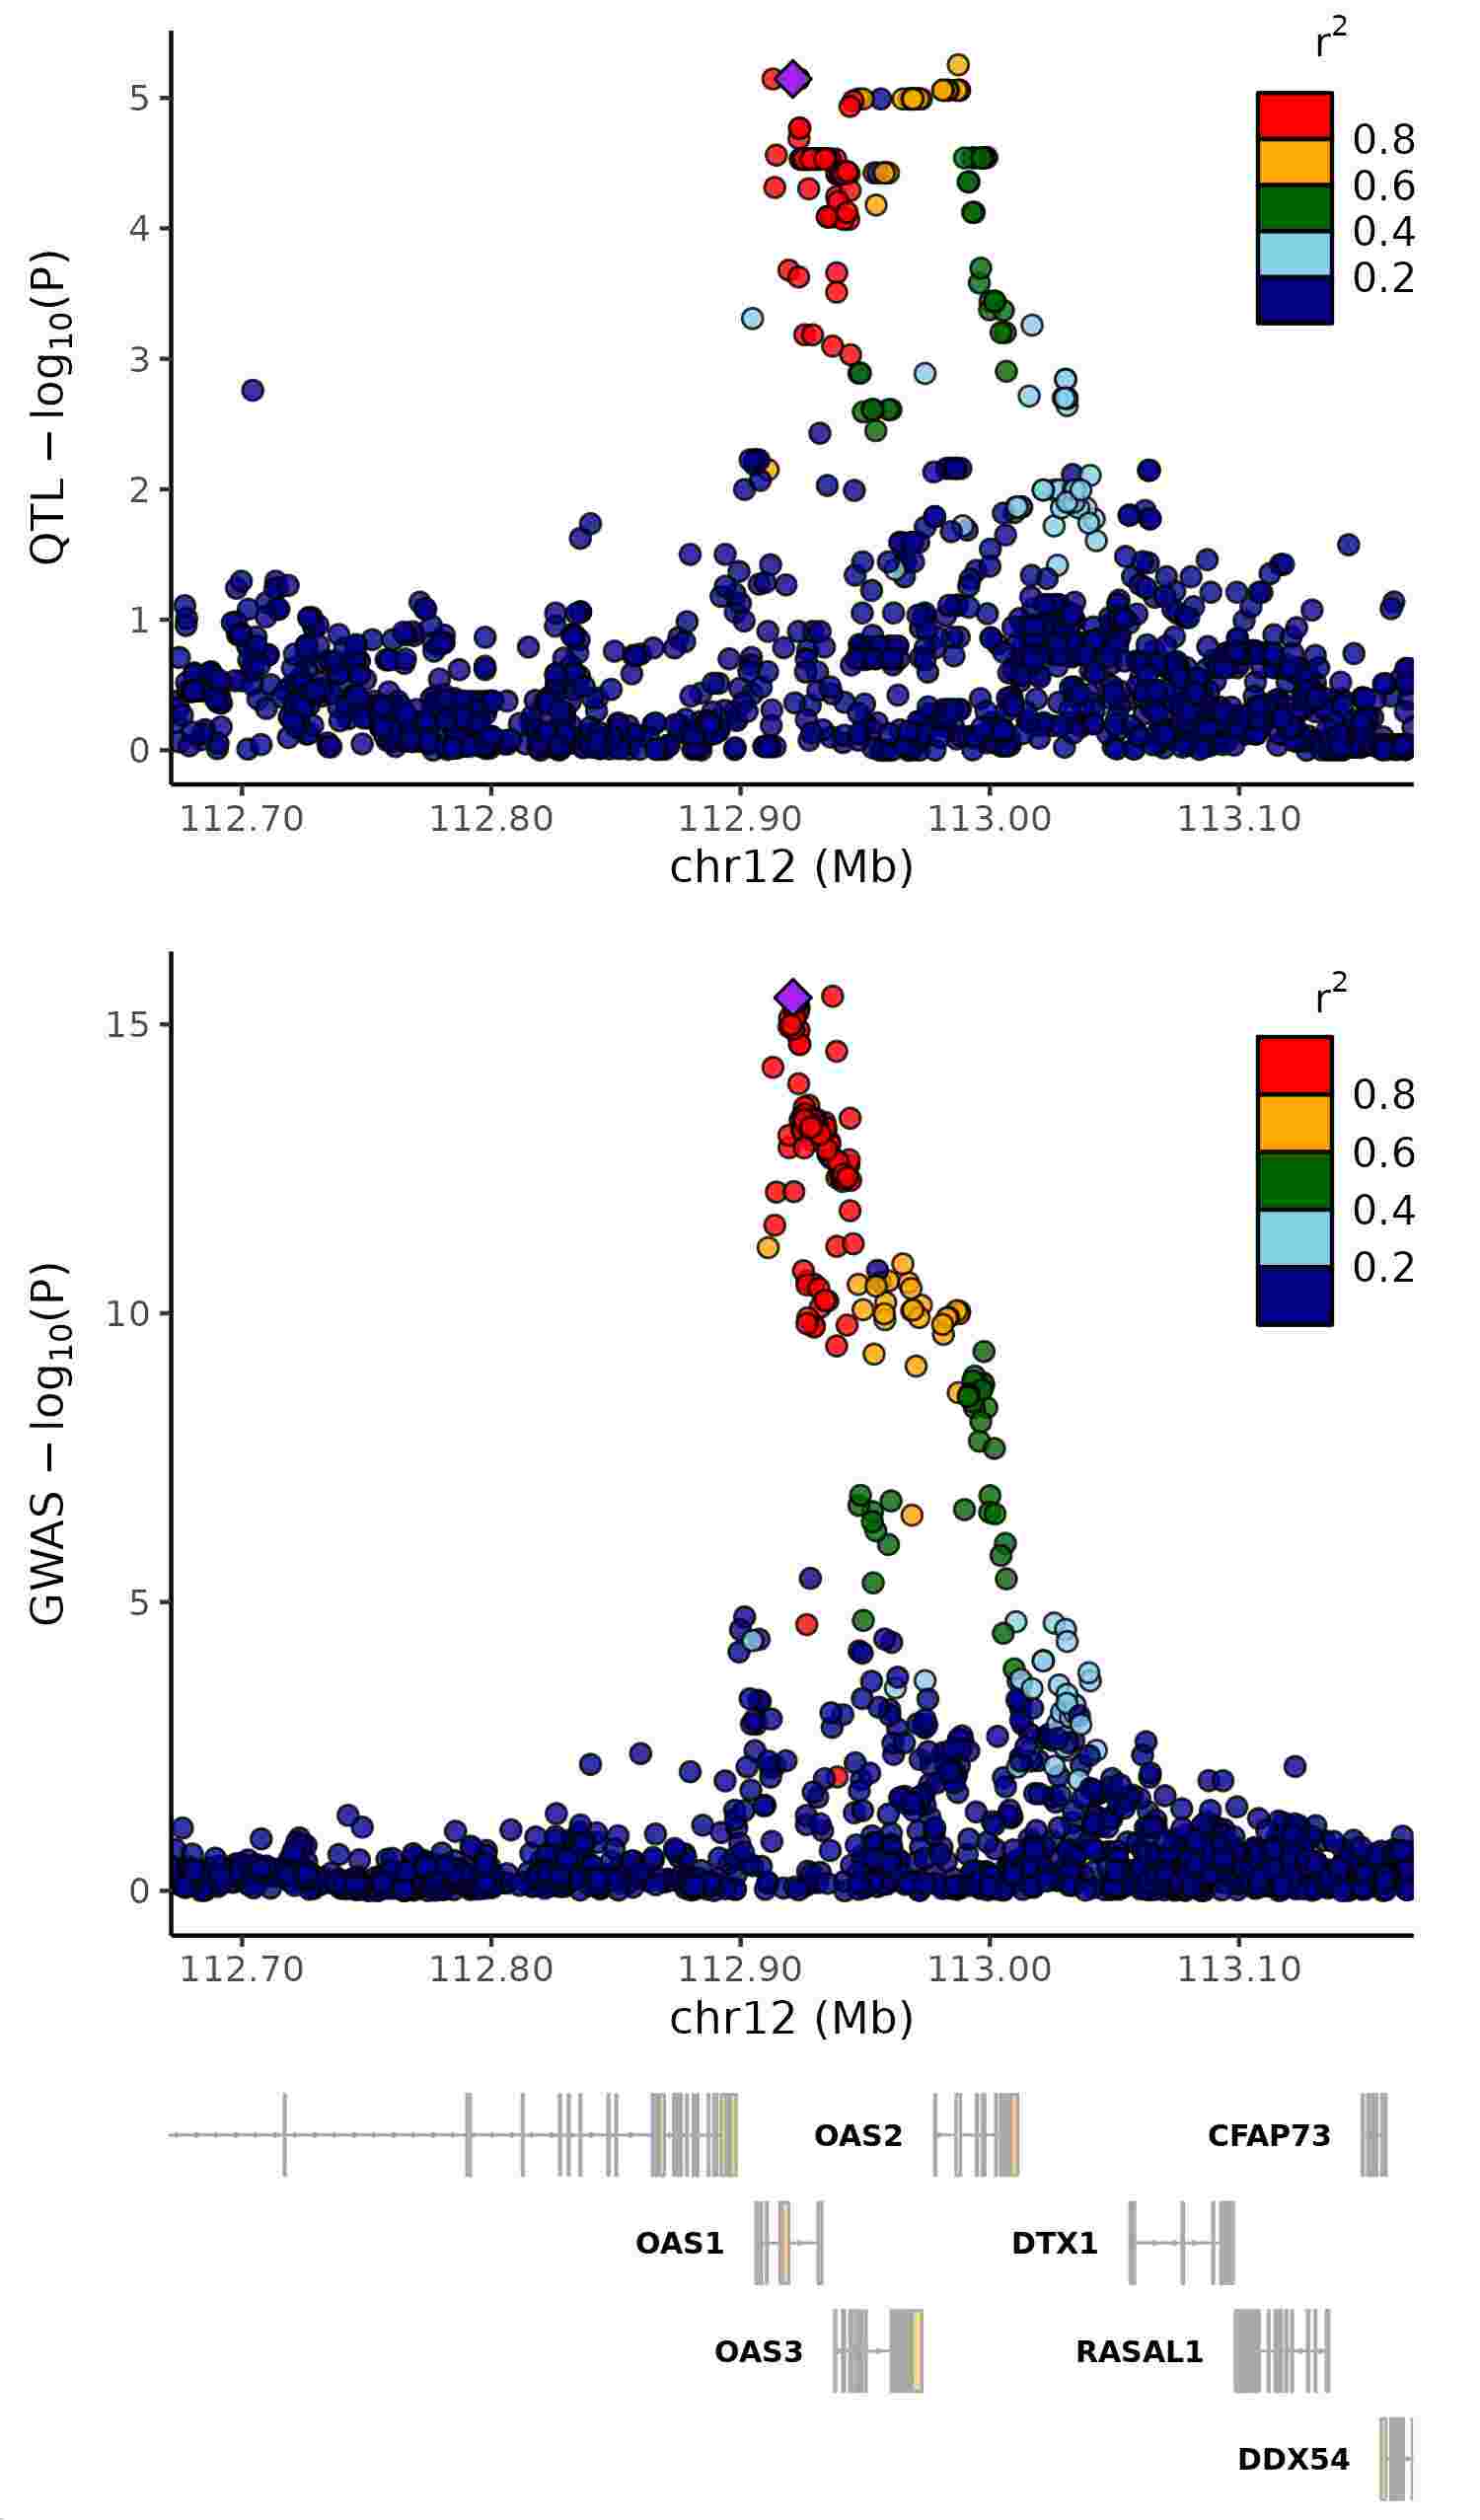 r2
5
4
3
2
1
0
0.8
0.6
0.4
0.2
QTL − log10(P)
112.70 112.80 112.90 113.00 113.10
chr12 (Mb)
r2
15
10
5
0
0.8
0.6
0.4
0.2
GWAS − log10(P)
112.70 112.80 112.90 113.00 113.10
chr12 (Mb)
OAS2 CFAP73
OAS1 DTX1
OAS3 RASAL1
DDX54